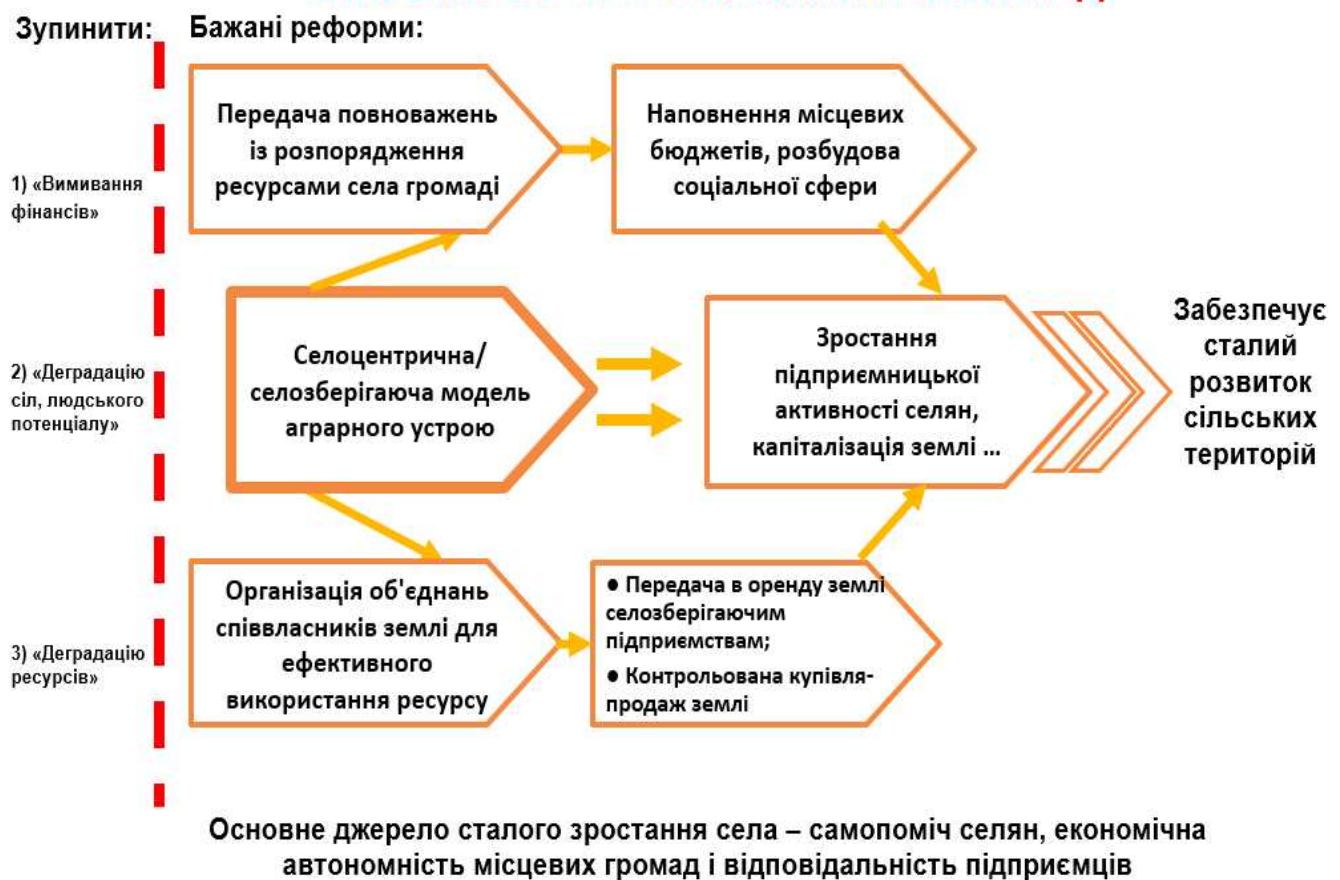 Зупинити:
Бажані реформи:
1) «Вимивання
фінансів»
2) «Деградацію
сіл, людського
потенціалу»
3) «Деградацію
ресурсів»
Передача повноважень
із розпорядження
ресурсами села громаді
Наповнення місцевих
бюджетів, розбудова
соціальної сфери
Селоцентрична/
селозберігаюча модель
аграрного устрою
Зростання
підприємницької
активності селян,
капіталізація землі ...
Забезпечує
сталий
розвиток
сільських
територій
Організація об'єднань
співвласників землі для
ефективного
використання ресурсу
● Передача в оренду землі
селозберігаючим
підприємствам;
● Контрольована купівля-
продаж землі
Основне джерело сталого зростання села – самопоміч селян, економічна
автономність місцевих громад і відповідальність підприємців